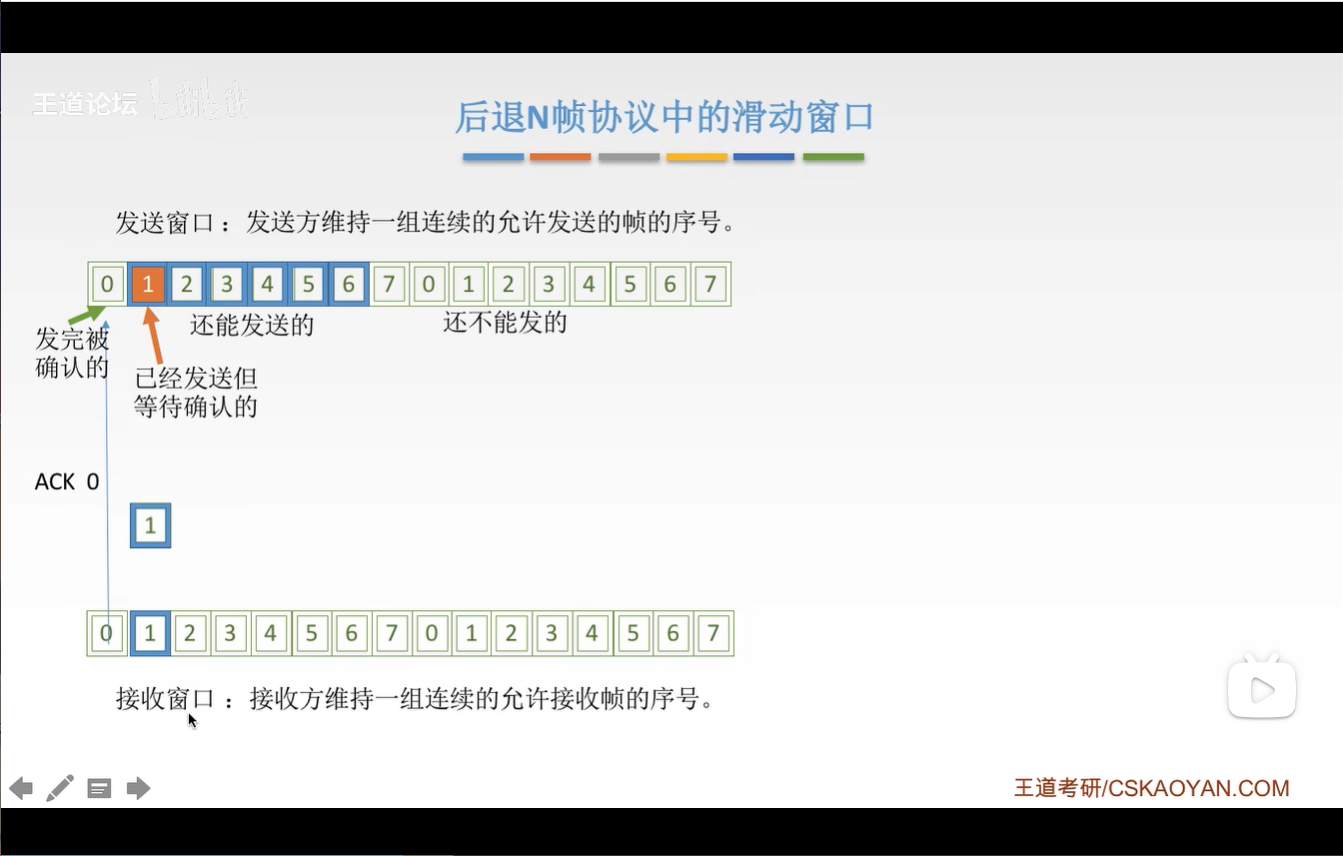 王道论坛 bilibili
后退N帧协议中的滑动窗口
发送窗口：发送方维持一组连续的允许发送的帧的序号。
0 1 2 3 4 5 6 7 0 1 2 3 4 5 6 7
发完被
确认的
还能发送的
还不能发的
已经发送但
等待确认的
ACK 0
1
0 1 2 3 4 5 6 7 0 1 2 3 4 5 6 7
接收窗口：接收方维持一组连续的允许接收帧的序号。
王道考研/CSKAOYAN.COM